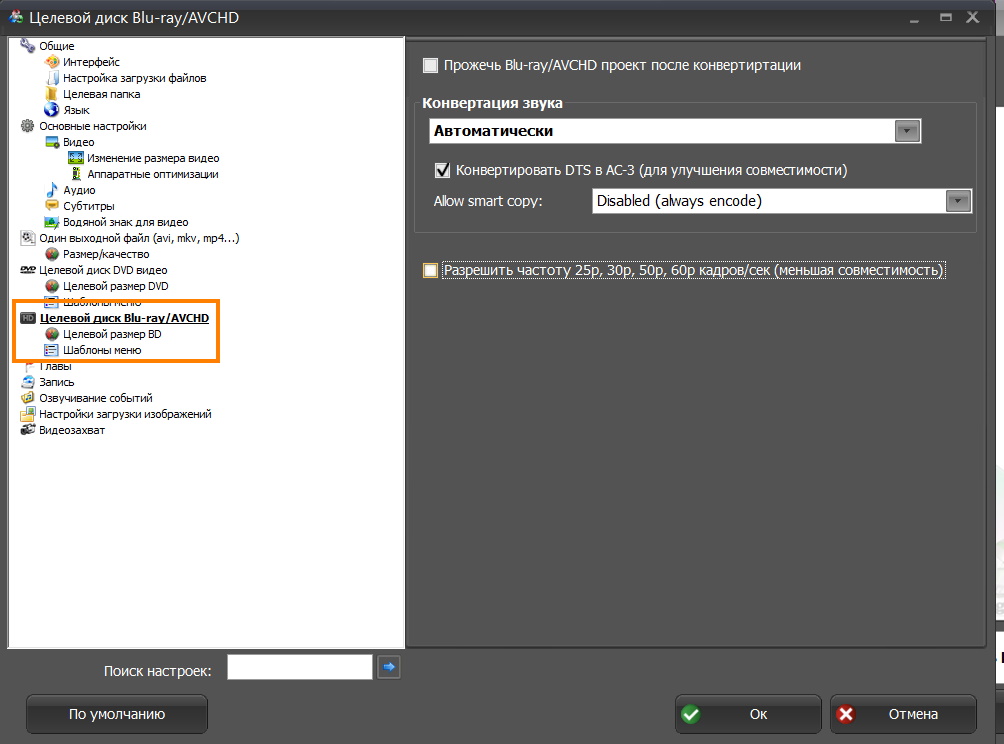 Целевой диск Blu-ray/AVCHD
Общие
Интерфейс
Настройка загрузки файлов
Целевая папка
Язык
Основные настройки
Видео
Изменение размера видео
Аппаратные оптимизации
Аудио
Субтитры
Водяной знак для видео
Один выходной файл (avi, mkv, mp4...)
Размер/качество
DVD Целевой диск DVD видео
Целевой размер DVD
Шаблоны меню
HD Целевой диск Blu-ray/AVCHD
Целевой размер BD
Шаблоны меню
Главы
Запись
Озвучивание событий
Настройки загрузки изображений
Видеозахват
Прожечь Blu-ray/AVCHD проект после конвертиртации
Конвертация звука
Автоматически
Конвертировать DTS в AC-3 (для улучшения совместимости)
Allow smart copy: Disabled (always encode)
Разрешить частоту 25p, 30p, 50p, 60p кадров/сек (меньшая совместимость)
Поиск настроек:
По умолчанию
Ок
Отмена